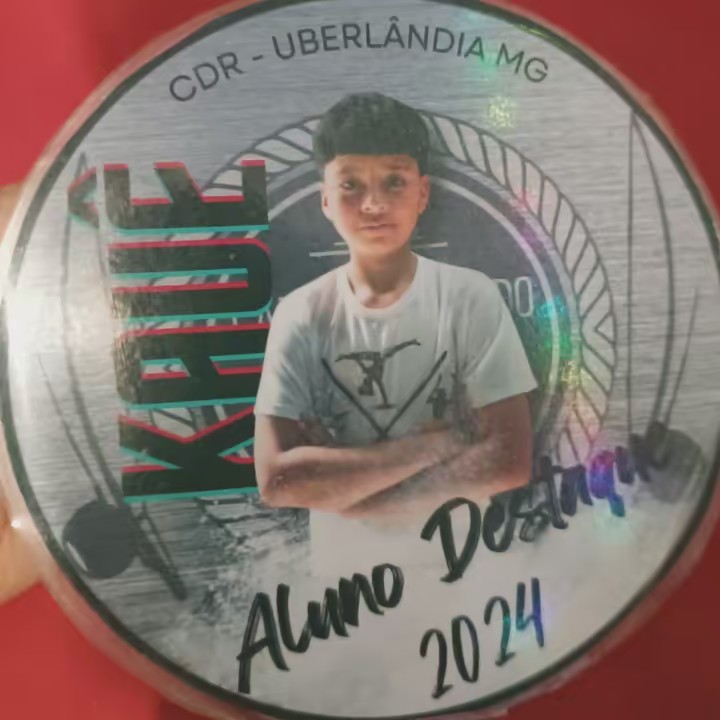 CDR - UBERLÂNDIA MG
KAUÊ
Aluno Destaque
2024